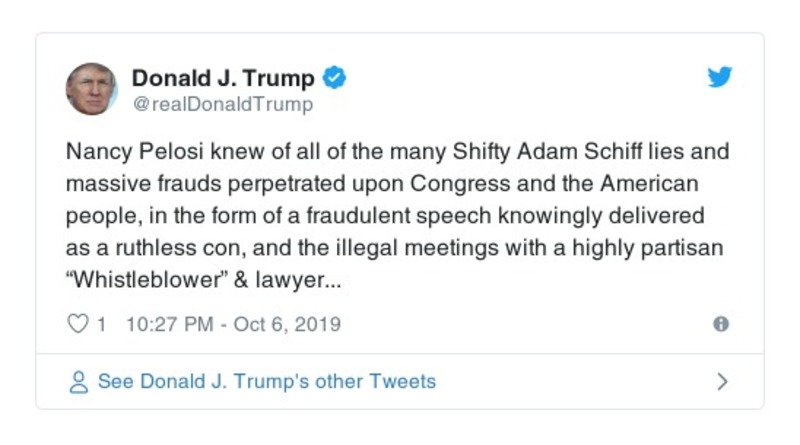 Donald J. Trump
@realDonaldTrump
Nancy Pelosi knew of all of the many Shifty Adam Schiff lies and
massive frauds perpetrated upon Congress and the American
people, in the form of a fraudulent speech knowingly delivered
as a ruthless con, and the illegal meetings with a highly partisan
“Whistleblower” & lawyer...
1 10:27 PM - Oct 6, 2019
See Donald J. Trump's other Tweets